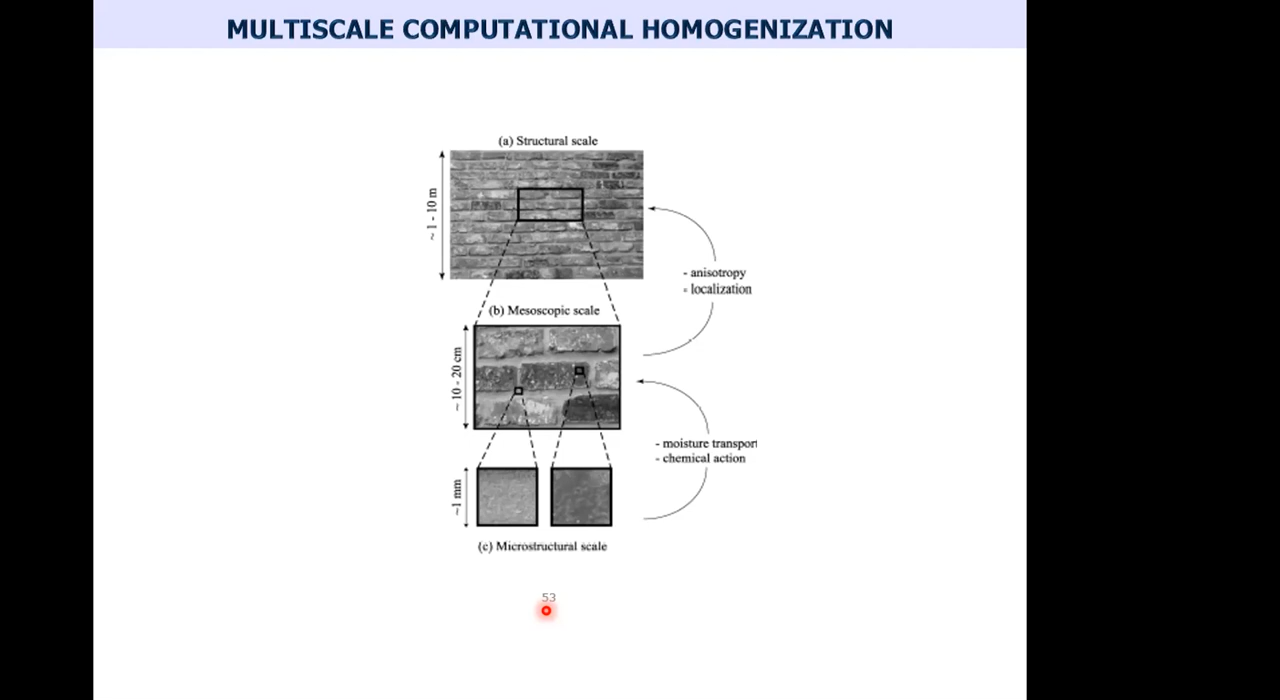 MULTISCALE COMPUTATIONAL HOMOGENIZATION
(a) Structural scale
~ 1 - 10 m
- anisotropy
- localization
(b) Mesoscopic scale
~ 10 - 20 cm
- moisture transport
- chemical action
~1 mm
(c) Microstructural scale
53